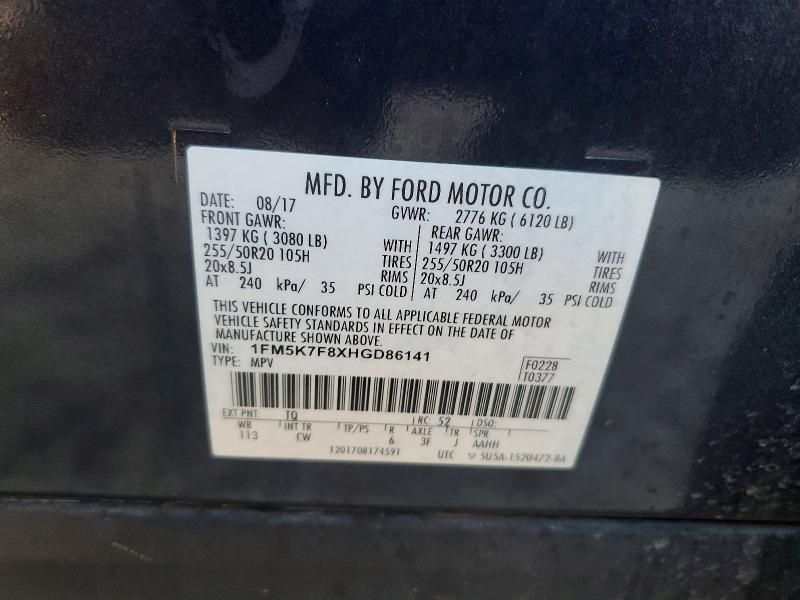 MFD. BY FORD MOTOR CO.
DATE: 08/17 GVWR: 2776 KG ( 6120 LB)
FRONT GAWR: REAR GAWR:
1397 KG ( 3080 LB) WITH 1497 KG ( 3300 LB) WITH
255/50R20 105H TIRES 255/50R20 105H TIRES
20x8.5J RIMS 20x8.5J RIMS
AT 240 kPa/ 35 PSI COLD AT 240 kPa/ 35 PSI COLD
THIS VEHICLE CONFORMS TO ALL APPLICABLE FEDERAL MOTOR
VEHICLE SAFETY STANDARDS IN EFFECT ON THE DATE OF
MANUFACTURE SHOWN ABOVE.
VIN: 1FM5K7F8XHGD86141 F0228
TYPE: MPV T0377
EXT PNT: TQ RC: 52 DSO:
WB INT TR TP/PS R AXLE TR SPR
113 CW 6 3F J AAHH
1201708174591 UTC ▽ 5U5A-1520472-BA